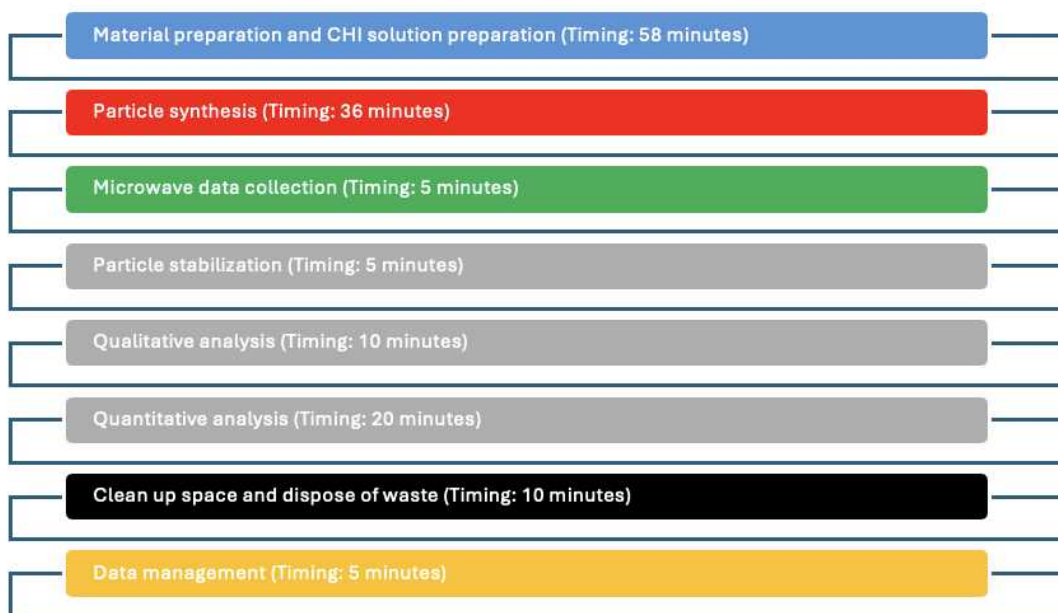 Material preparation and CHI solution preparation (Timing: 58 minutes)
Particle synthesis (Timing: 36 minutes)
Microwave data collection (Timing: 5 minutes)
Particle stabilization (Timing: 5 minutes)
Qualitative analysis (Timing: 10 minutes)
Quantitative analysis (Timing: 20 minutes)
Clean up space and dispose of waste (Timing: 10 minutes)
Data management (Timing: 5 minutes)